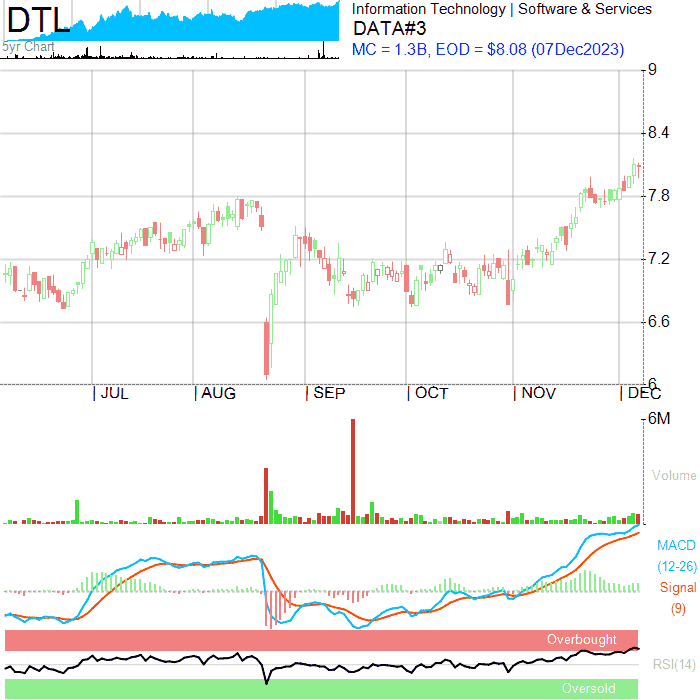 DTL
5yr Chart
Information Technology | Software & Services
DATA#3
MC = 1.3B, EOD = $8.08 (07Dec2023)
9
8.4
7.8
7.2
6.6
6
JUL AUG SEP OCT NOV DEC
6M
Volume
MACD
(12-26)
Signal
(9)
Overbought
RSI(14)
Oversold